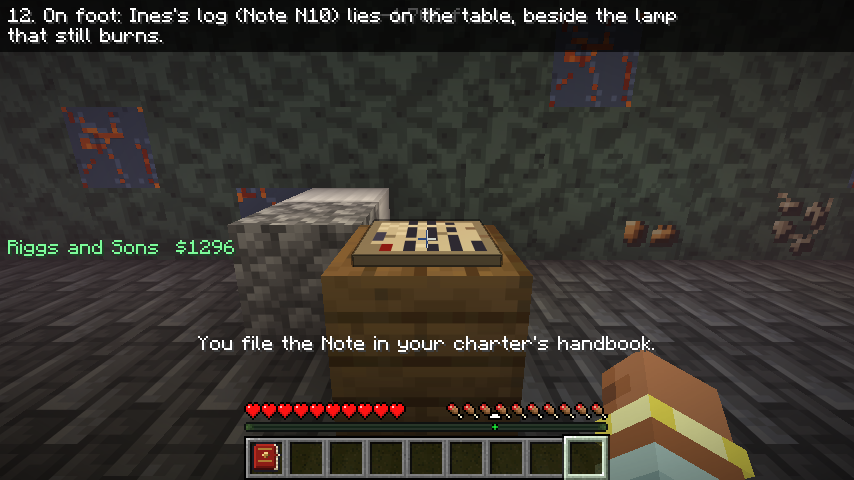 12. On foot: Ines's log (Note N10) lies on the table, beside the lamp
that still burns.
Riggs and Sons $1296
You file the Note in your charter's handbook.